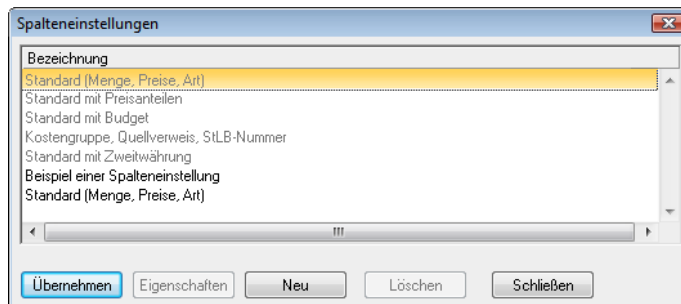 Spalteneinstellungen
Bezeichnung
Standard (Menge, Preise, Art)
Standard mit Preisanteilen
Standard mit Budget
Kostengruppe, Quellverweis, StLB-Nummer
Standard mit Zweitwährung
Beispiel einer Spalteneinstellung
Standard (Menge, Preise, Art)
Übernehmen Eigenschaften Neu Löschen Schließen